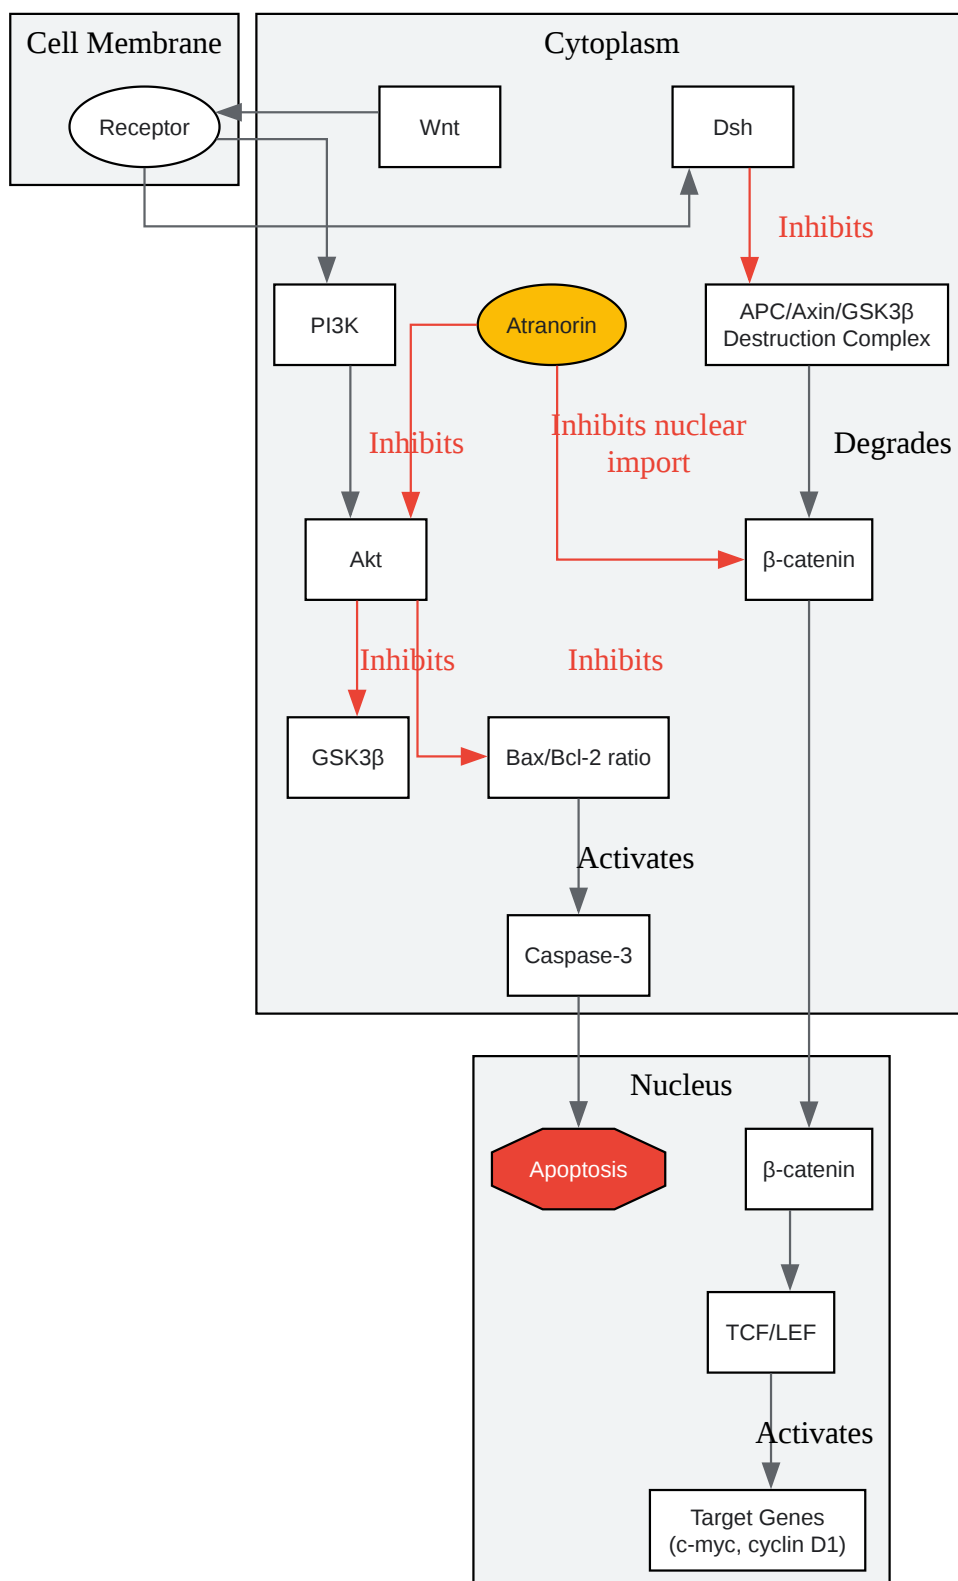 Cell Membrane
Cytoplasm
Receptor
Wnt
Dsh
Inhibits
PI3K
Atranorin
APC/Axin/GSK3β
Destruction Complex
Inhibits
Inhibits nuclear
import
Degrades
Akt
β-catenin
Inhibits
Inhibits
GSK3β
Bax/Bcl-2 ratio
Activates
Caspase-3
Nucleus
Apoptosis
β-catenin
TCF/LEF
Activates
Target Genes
(c-myc, cyclin D1)